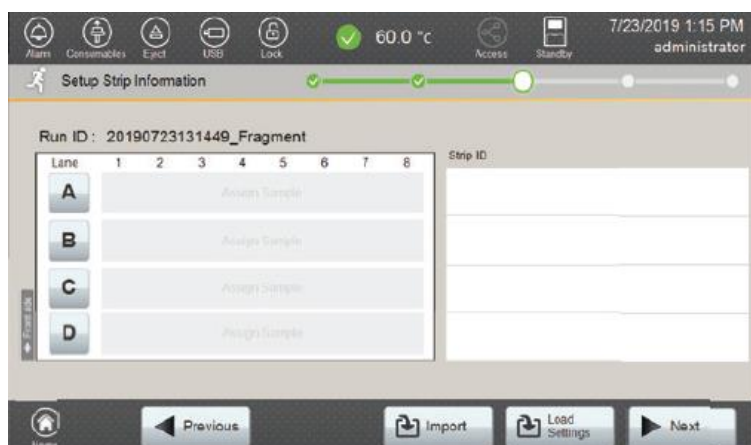 Alarm Consumables Eject USB Lock 60.0 °C Access Standby 7/23/2019 1:15 PM
administrator
Setup Strip Information
Run ID : 20190723131449_Fragment
Lane 1 2 3 4 5 6 7 8 Strip ID
A Assign Sample
B Assign Sample
C Assign Sample
D Assign Sample
Front side
Previous Import Load Settings Next
Home